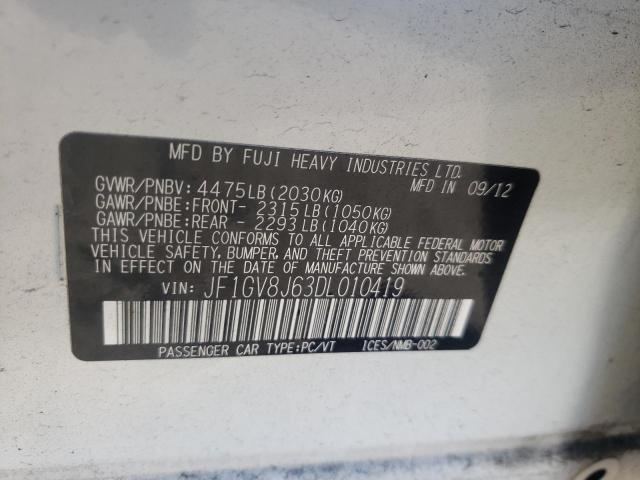 MFD BY FUJI HEAVY INDUSTRIES LTD.
MFD IN 09/12
GVWR/PNBV: 4475LB(2030KG)
GAWR/PNBE:FRONT- 2315LB(1050KG)
GAWR/PNBE:REAR - 2293LB(1040KG)
THIS VEHICLE CONFORMS TO ALL APPLICABLE FEDERAL MOTOR
VEHICLE SAFETY, BUMPER, AND THEFT PREVENTION STANDARDS
IN EFFECT ON THE DATE OF MANUFACTURE SHOWN ABOVE.
VIN: JF1GV8J63DL010419
PASSENGER CAR TYPE:PC/VT ICES/NMB-002